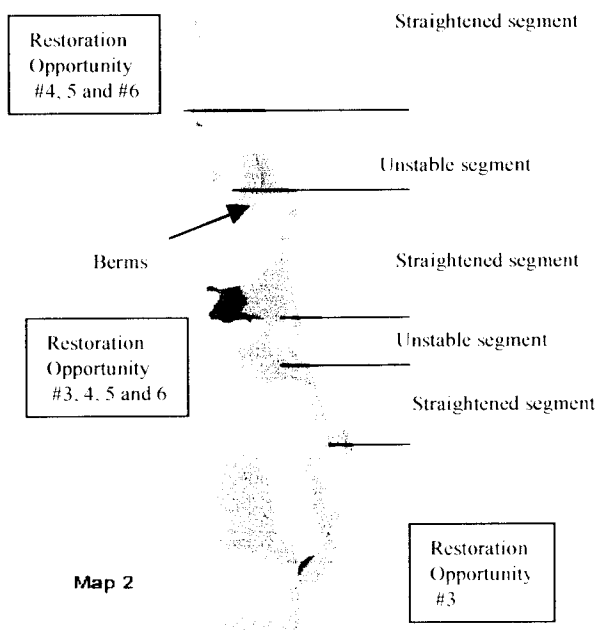 Straightened segment
Restoration
Opportunity
#4, 5 and #6
Unstable segment
Berms
Straightened segment
Restoration
Opportunity
#3, 4, 5 and 6
Unstable segment
Straightened segment
Restoration
Opportunity
#3
Map 2